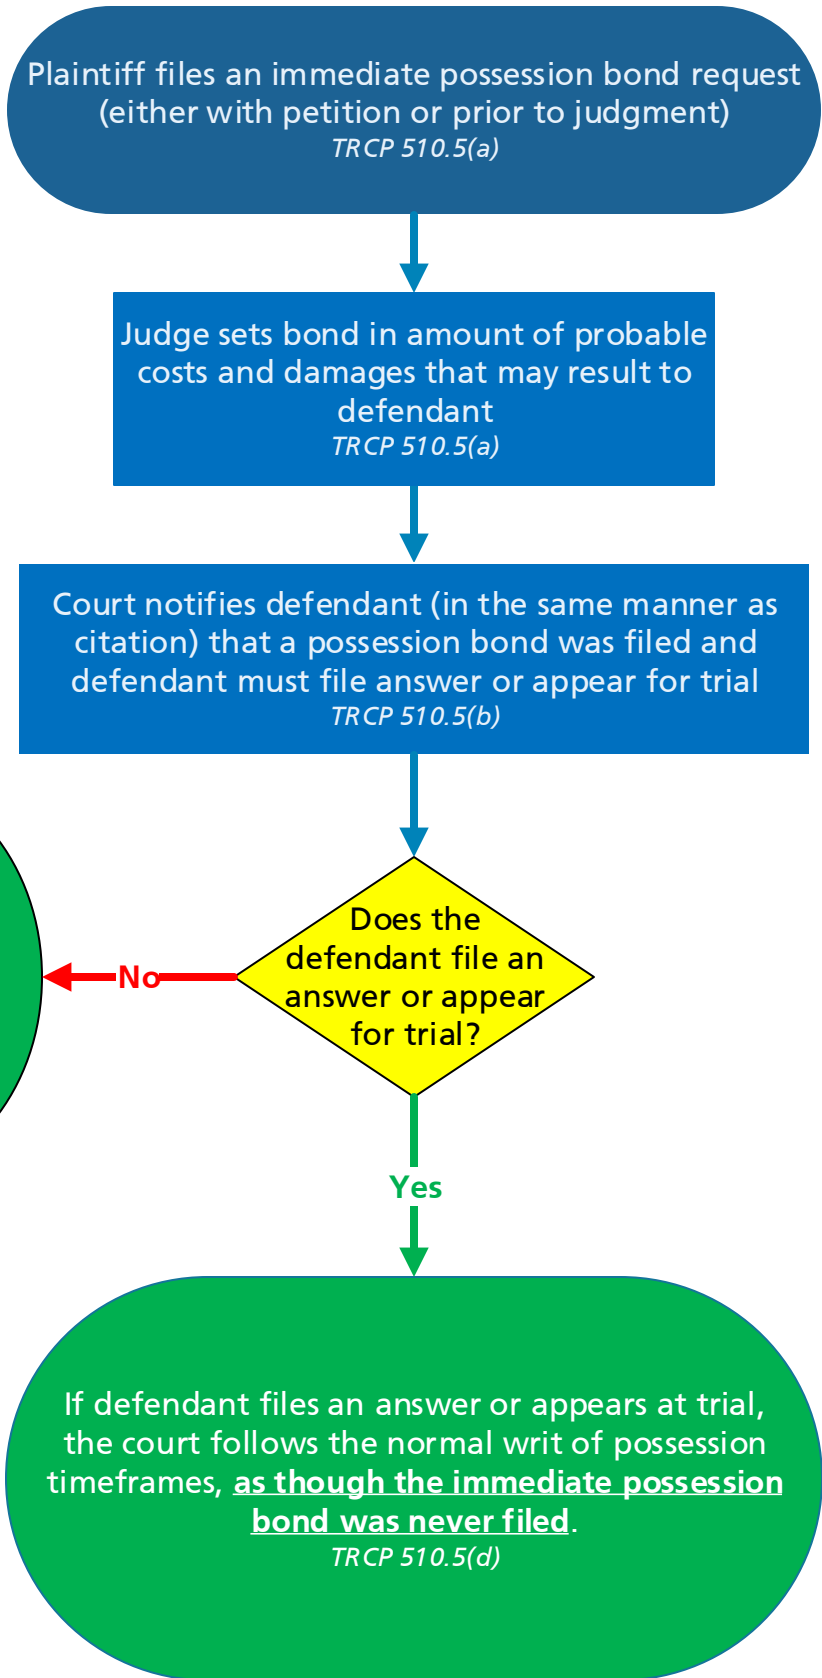 Plaintiff files an immediate possession bond request
(either with petition or prior to judgment)
TRCP 510.5(a)
Judge sets bond in amount of probable
costs and damages that may result to
defendant
TRCP 510.5(a)
Court notifies defendant (in the same manner as
citation) that a possession bond was filed and
defendant must file answer or appear for trial
TRCP 510.5(b)
Does the
defendant file an
answer or appear
for trial?
No
Yes
If defendant files an answer or appears at trial,
the court follows the normal writ of possession
timeframes, as though the immediate possession
bond was never filed.
TRCP 510.5(d)